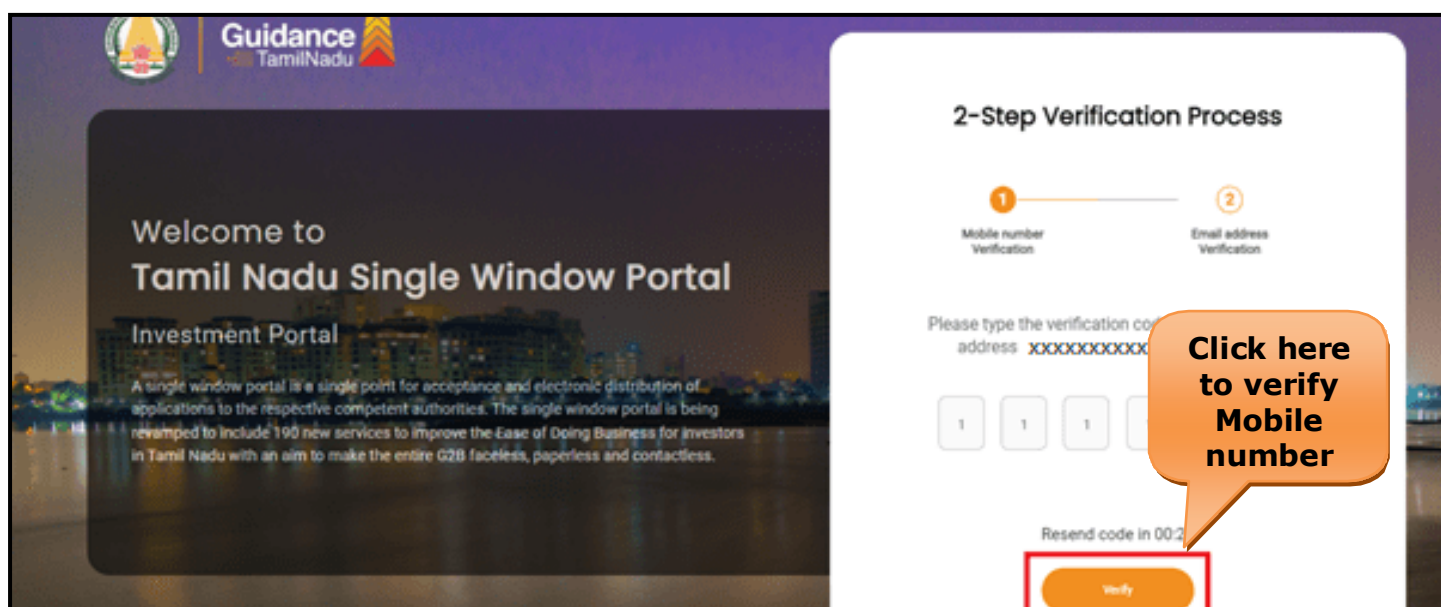 Guidance
TamilNadu
Welcome to
Tamil Nadu Single Window Portal
Investment Portal
A single window portal is a single point for acceptance and electronic distribution of
applications to the respective competent authorities. The single window portal is being
revamped to include 190 new services to improve the Ease of Doing Business for investors
in Tamil Nadu with an aim to make the entire G2B faceless, paperless and contactless.
2-Step Verification Process
1
2
Mobile number
Verification
Email address
Verification
Please type the verification
address xxxxxxxxxx
1 1 1
Resend code in 00:2
Verify
Click here
to verify
Mobile
number